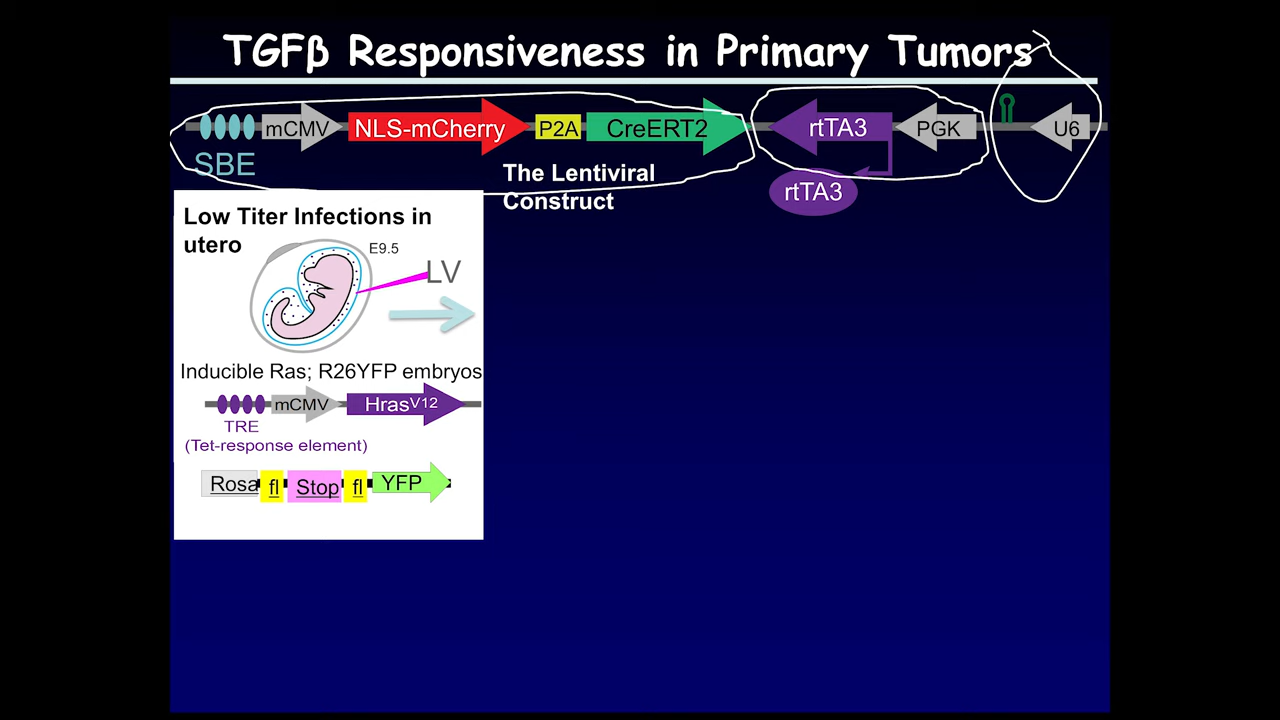 TGFβ Responsiveness in Primary Tumors
mCMV NLS-mCherry P2A CreERT2 rtTA3 PGK U6
SBE
rtTA3
The Lentiviral
Construct
Low Titer Infections in
utero
E9.5
LV
Inducible Ras; R26YFP embryos
mCMV HrasV12
TRE
(Tet-response element)
Rosa fl Stop fl YFP